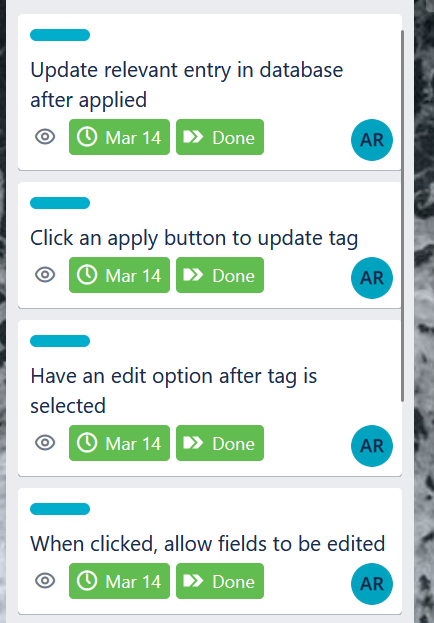 Update relevant entry in database
after applied
Mar 14 Done AR
Click an apply button to update tag
Mar 14 Done AR
Have an edit option after tag is
selected
Mar 14 Done AR
When clicked, allow fields to be edited
Mar 14 Done AR